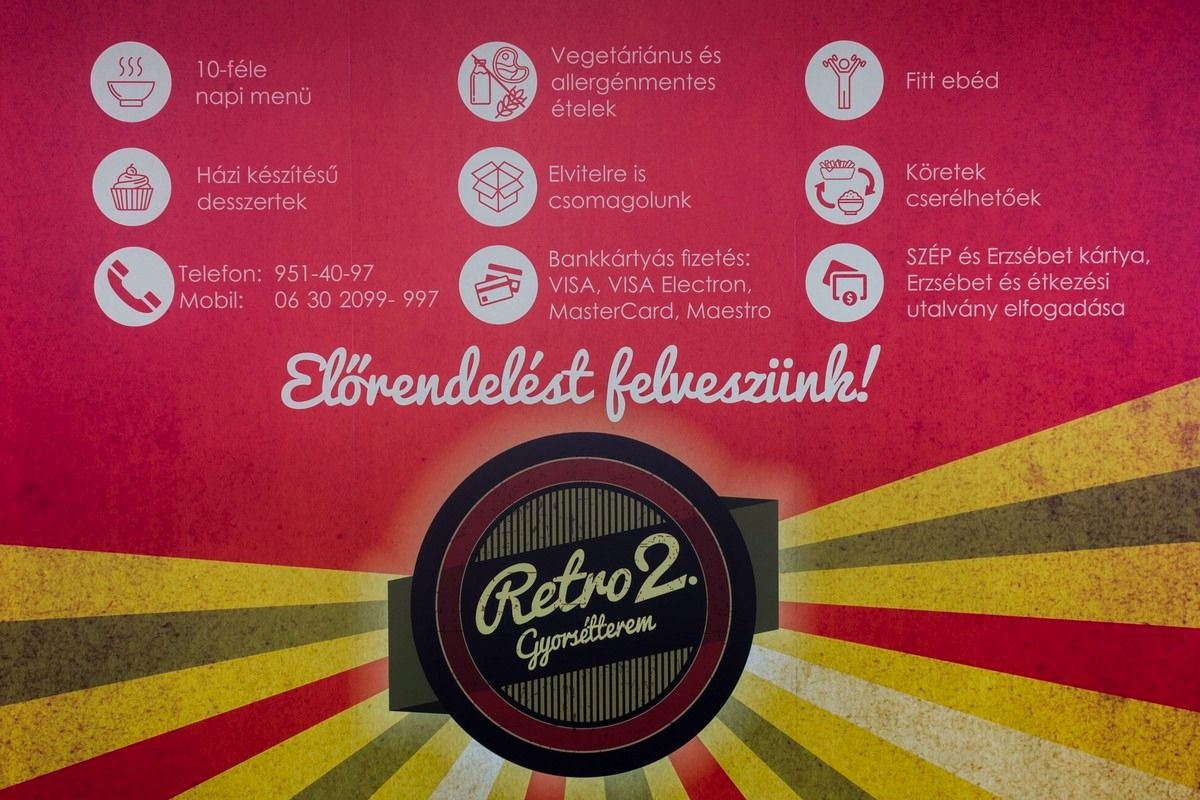 10-féle
napi menü
Vegetáriánus és
allergénmentes
ételek
Fitt ebéd
Házi készítésű
desszertek
Elvitelre is
csomagolunk
Köretek
cserélhetőek
Telefon: 951-40-97
Mobil: 06 30 2099- 997
Bankkártyás fizetés:
VISA, VISA Electron,
MasterCard, Maestro
SZÉP és Erzsébet kártya,
Erzsébet és étkezési
utalvány elfogadása
Előrendelést felveszünk!
Retro 2.
Gyorsétterem